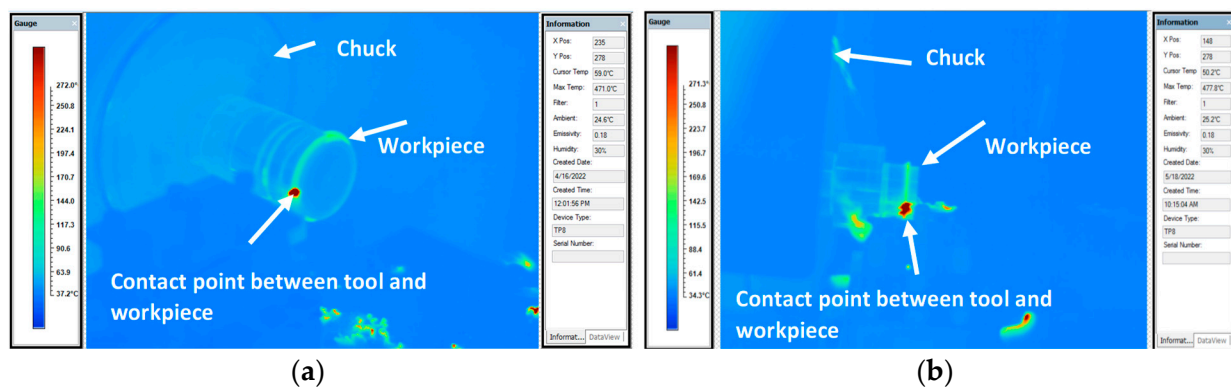 Gauge
272.0°
250.8
224.1
197.4
170.7
144.0
117.3
90.6
63.9
37.2°C
Chuck
Workpiece
Contact point between tool and
workpiece
Information
X Pos: 235
Y Pos: 278
Cursor Temp 59.0°C
Max Temp: 471.0°C
Filter: 1
Ambient: 24.6°C
Emissivity: 0.18
Humidity: 30%
Created Date:
4/16/2022
Created Time:
12:01:56 PM
Device Type:
TP8
Serial Number:
Informat... DataView
(a)
Gauge
271.3°
250.8
223.7
196.6
169.6
142.5
115.5
88.4
61.4
34.3°C
Chuck
Workpiece
Contact point between tool and
workpiece
Information
X Pos: 148
Y Pos: 278
Cursor Temp 50.2°C
Max Temp: 477.8°C
Filter: 1
Ambient: 25.2°C
Emissivity: 0.18
Humidity: 30%
Created Date:
5/18/2022
Created Time:
10:15:04 AM
Device Type:
TP8
Serial Number:
Informat... DataView
(b)